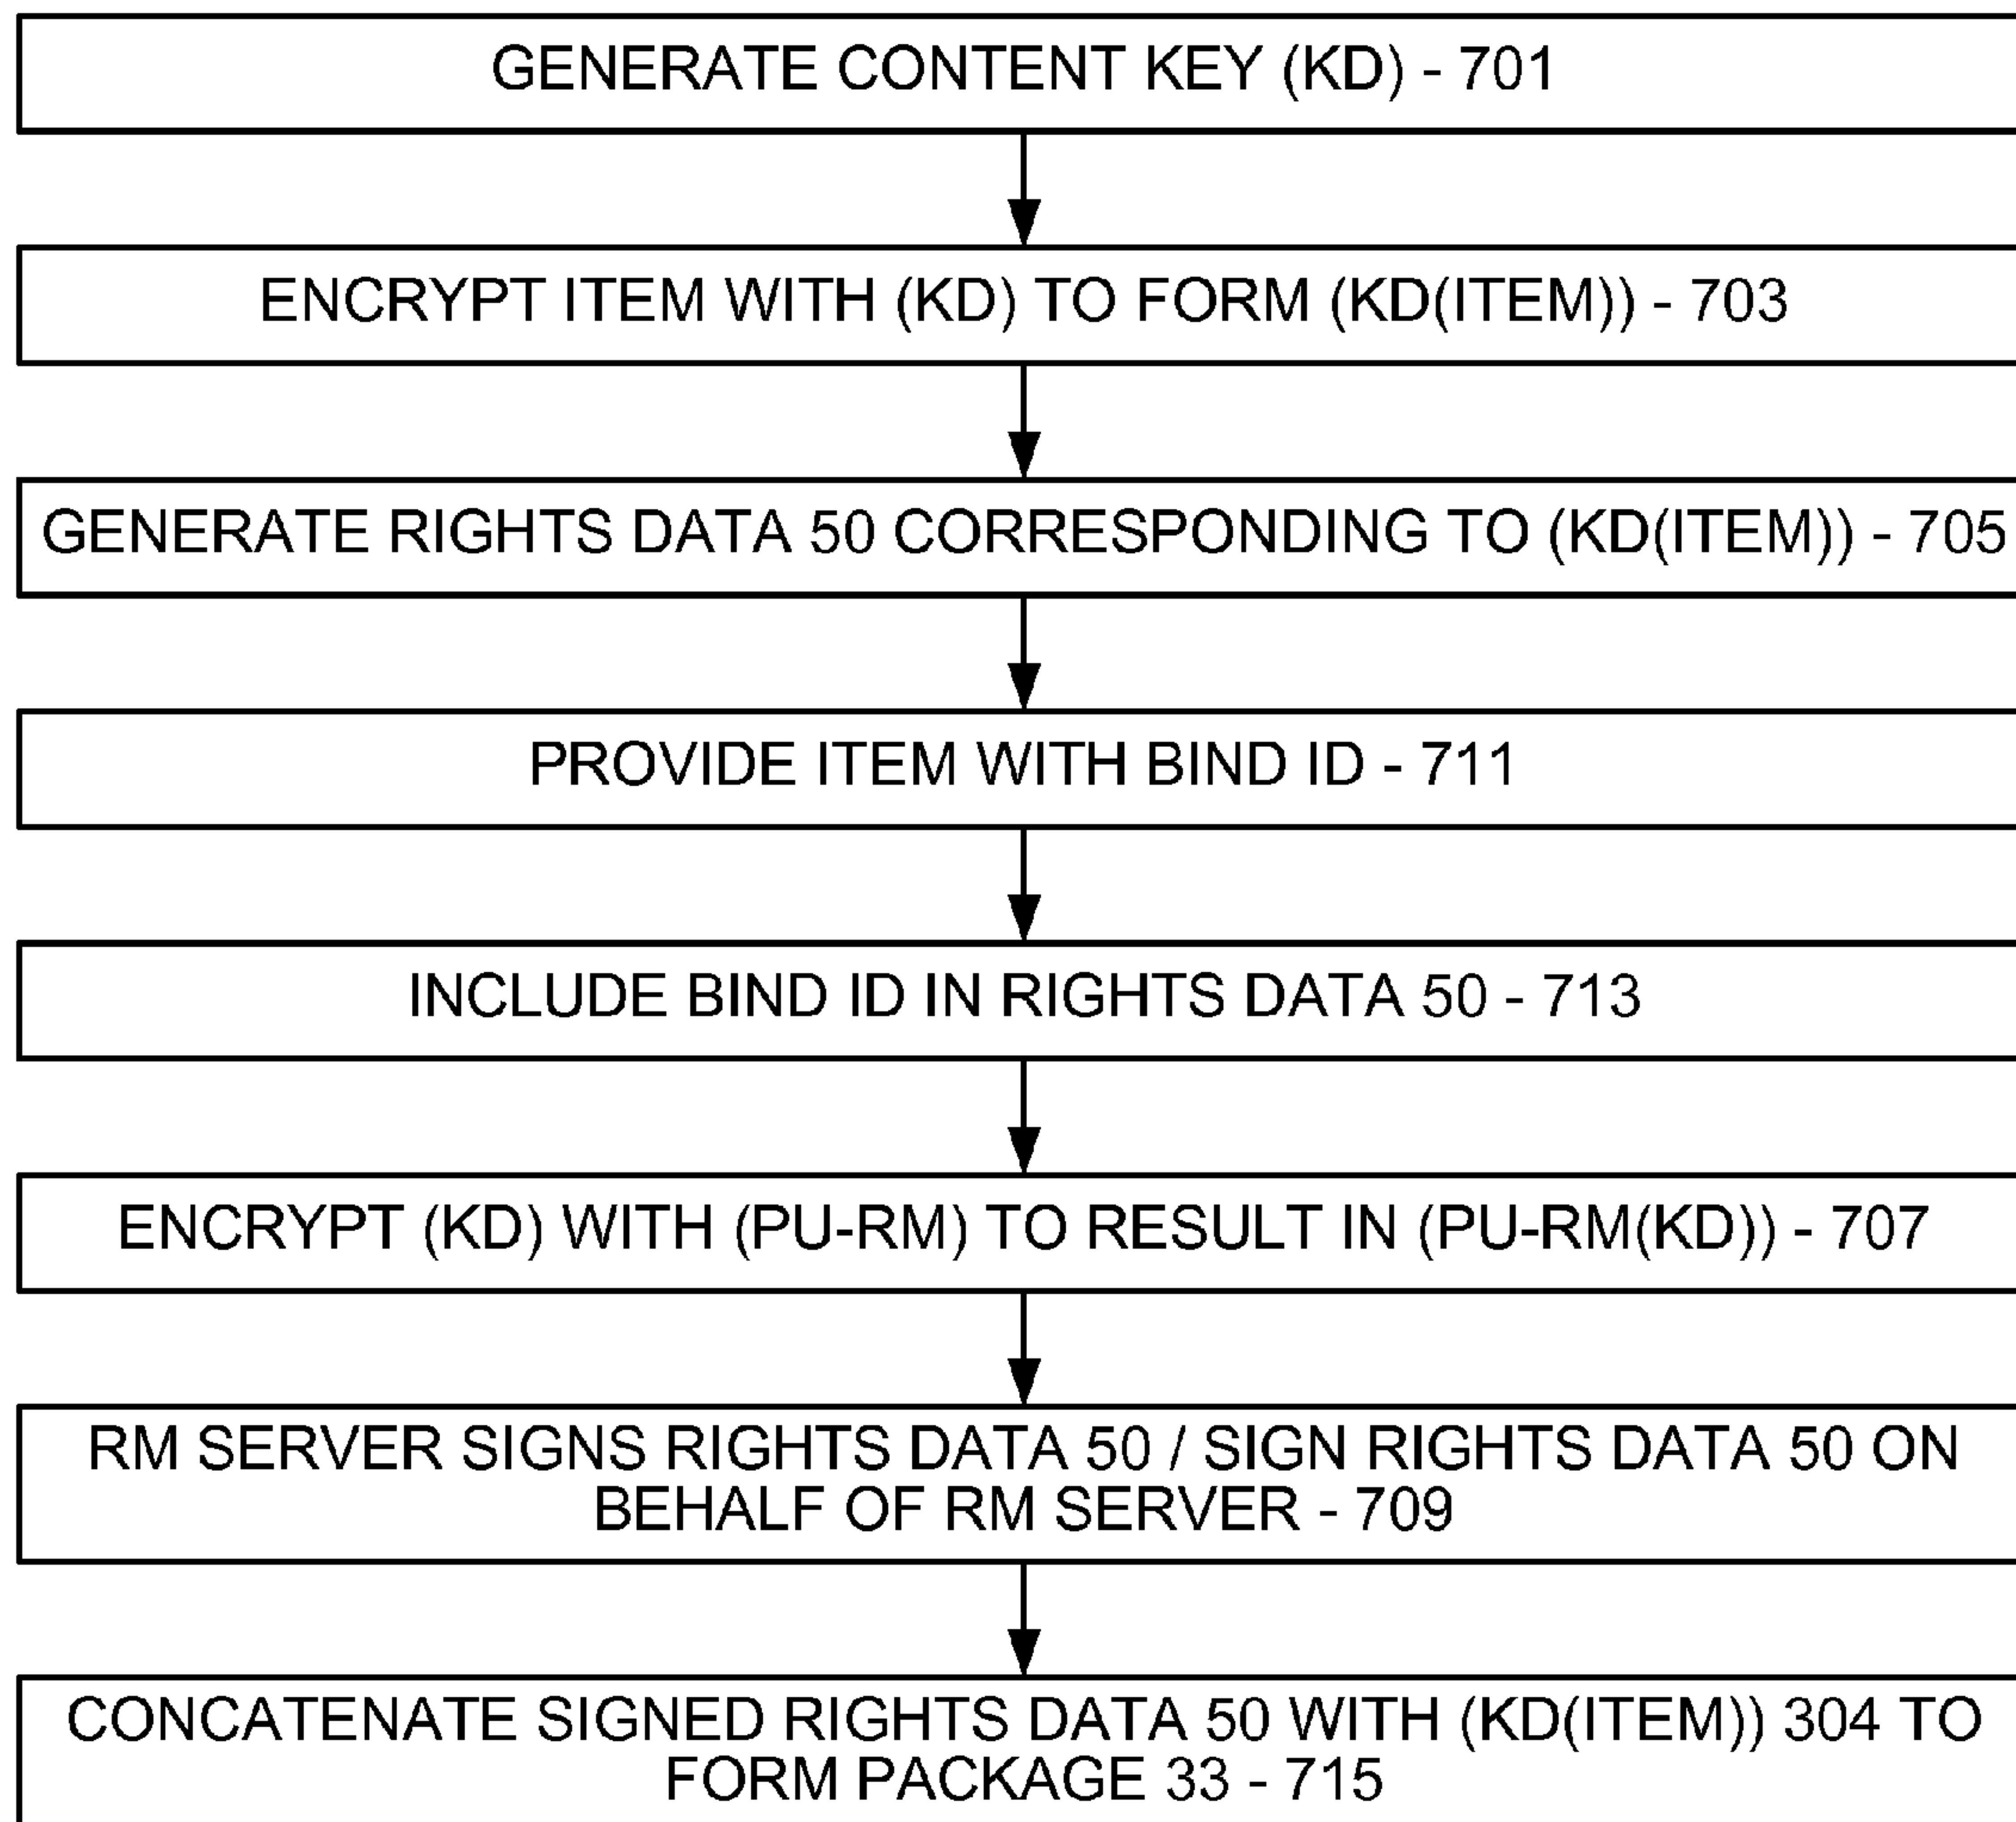 GENERATE CONTENT KEY (KD) - 701
ENCRYPT ITEM WITH (KD) TO FORM (KD(ITEM)) - 703
GENERATE RIGHTS DATA 50 CORRESPONDING TO (KD(ITEM)) - 705
PROVIDE ITEM WITH BIND ID - 711
INCLUDE BIND ID IN RIGHTS DATA 50 - 713
ENCRYPT (KD) WITH (PU-RM) TO RESULT IN (PU-RM(KD)) - 707
RM SERVER SIGNS RIGHTS DATA 50 / SIGN RIGHTS DATA 50 ON
BEHALF OF RM SERVER - 709
CONCATENATE SIGNED RIGHTS DATA 50 WITH (KD(ITEM)) 304 TO
FORM PACKAGE 33 - 715